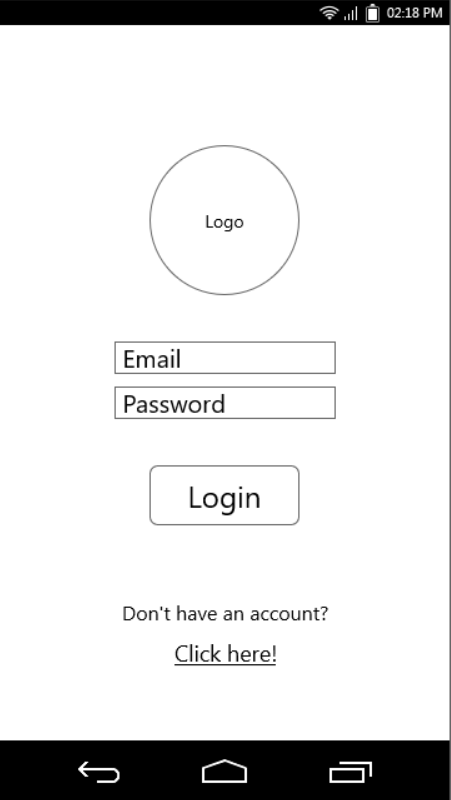 02:18 PM
Logo
Email
Password
Login
Don't have an account?
Click here!